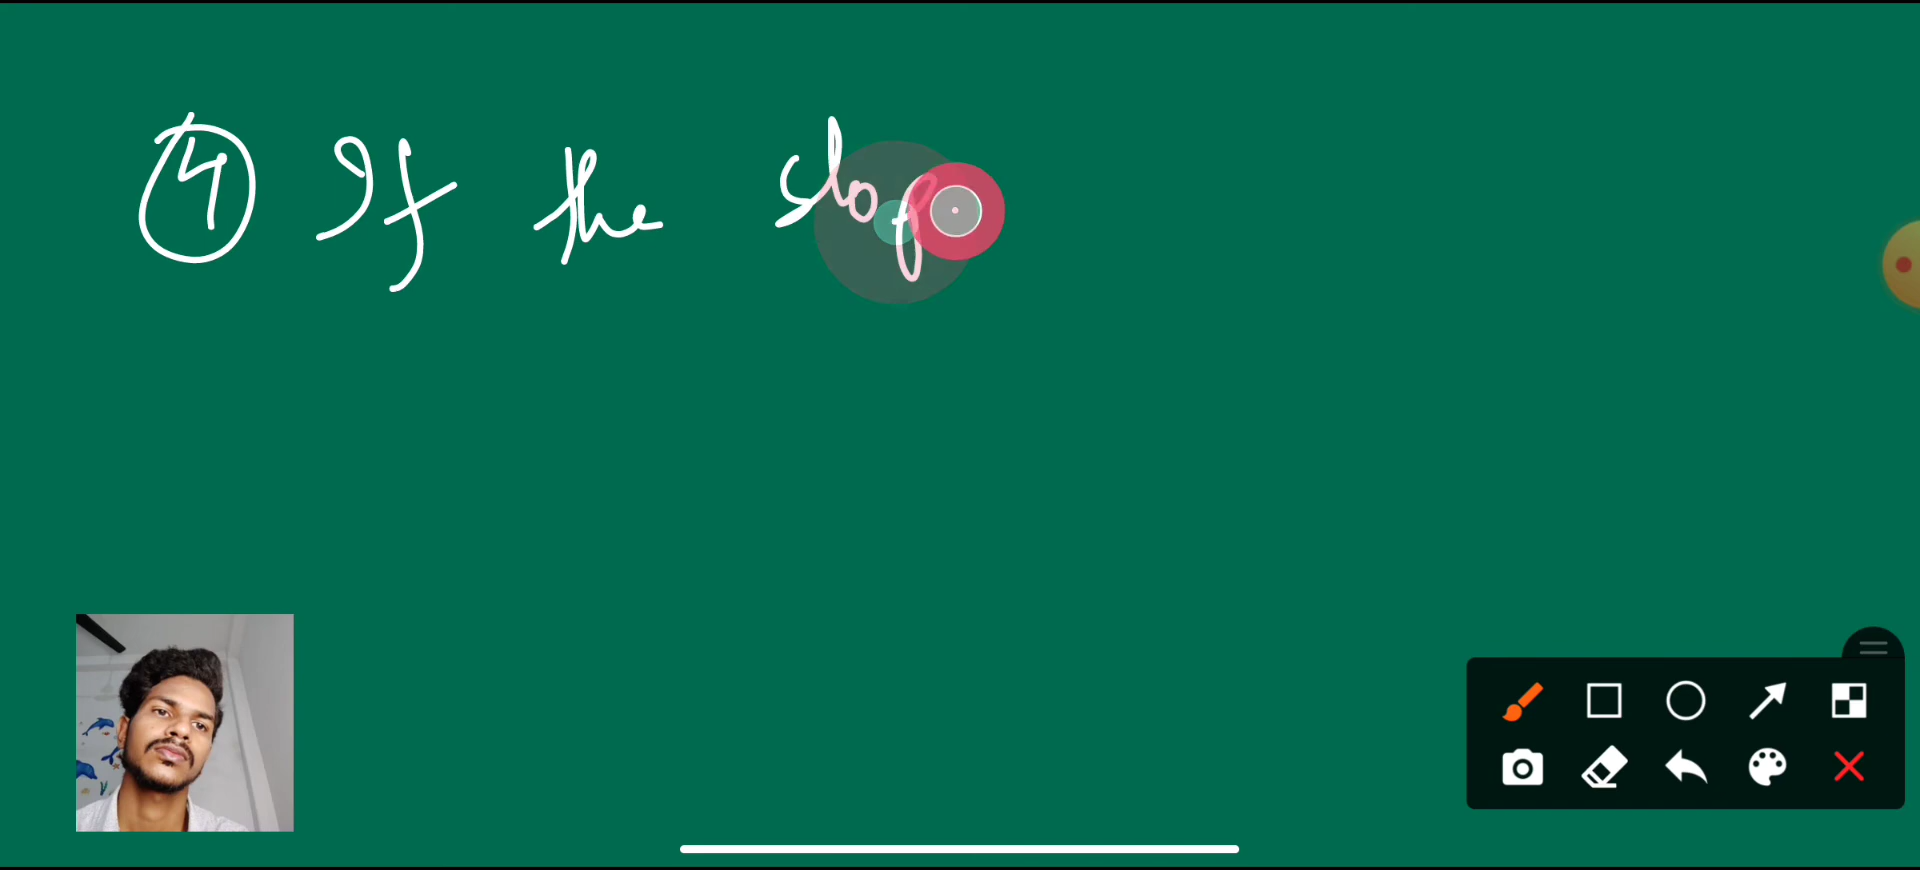 ④ If the slop